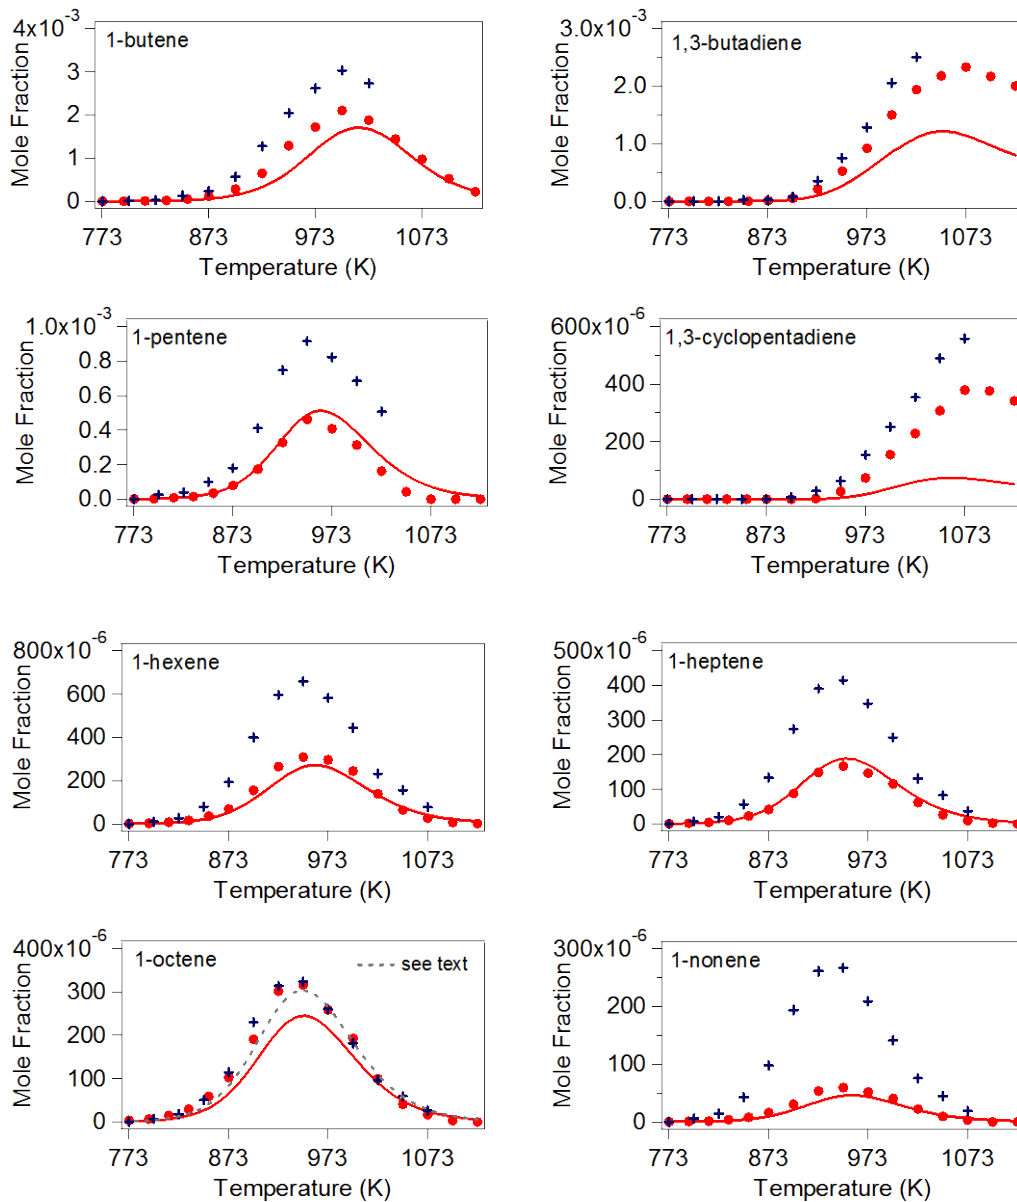 4x10-3
1-butene
3
2
1
0
Mole Fraction
773
873
973
1073
Temperature (K)
3.0x10-3
1,3-butadiene
2.0
1.0
0.0
Mole Fraction
773
873
973
1073
Temperature (K)
1.0x10-3
1-pentene
0.8
0.6
0.4
0.2
0.0
Mole Fraction
773
873
973
1073
Temperature (K)
600x10-6
1,3-cyclopentadiene
400
200
0
Mole Fraction
773
873
973
1073
Temperature (K)
800x10-6
1-hexene
600
400
200
0
Mole Fraction
773
873
973
1073
Temperature (K)
500x10-6
1-heptene
400
300
200
100
0
Mole Fraction
773
873
973
1073
Temperature (K)
400x10-6
1-octene
see text
300
200
100
0
Mole Fraction
773
873
973
1073
Temperature (K)
300x10-6
1-nonene
200
100
0
Mole Fraction
773
873
973
1073
Temperature (K)